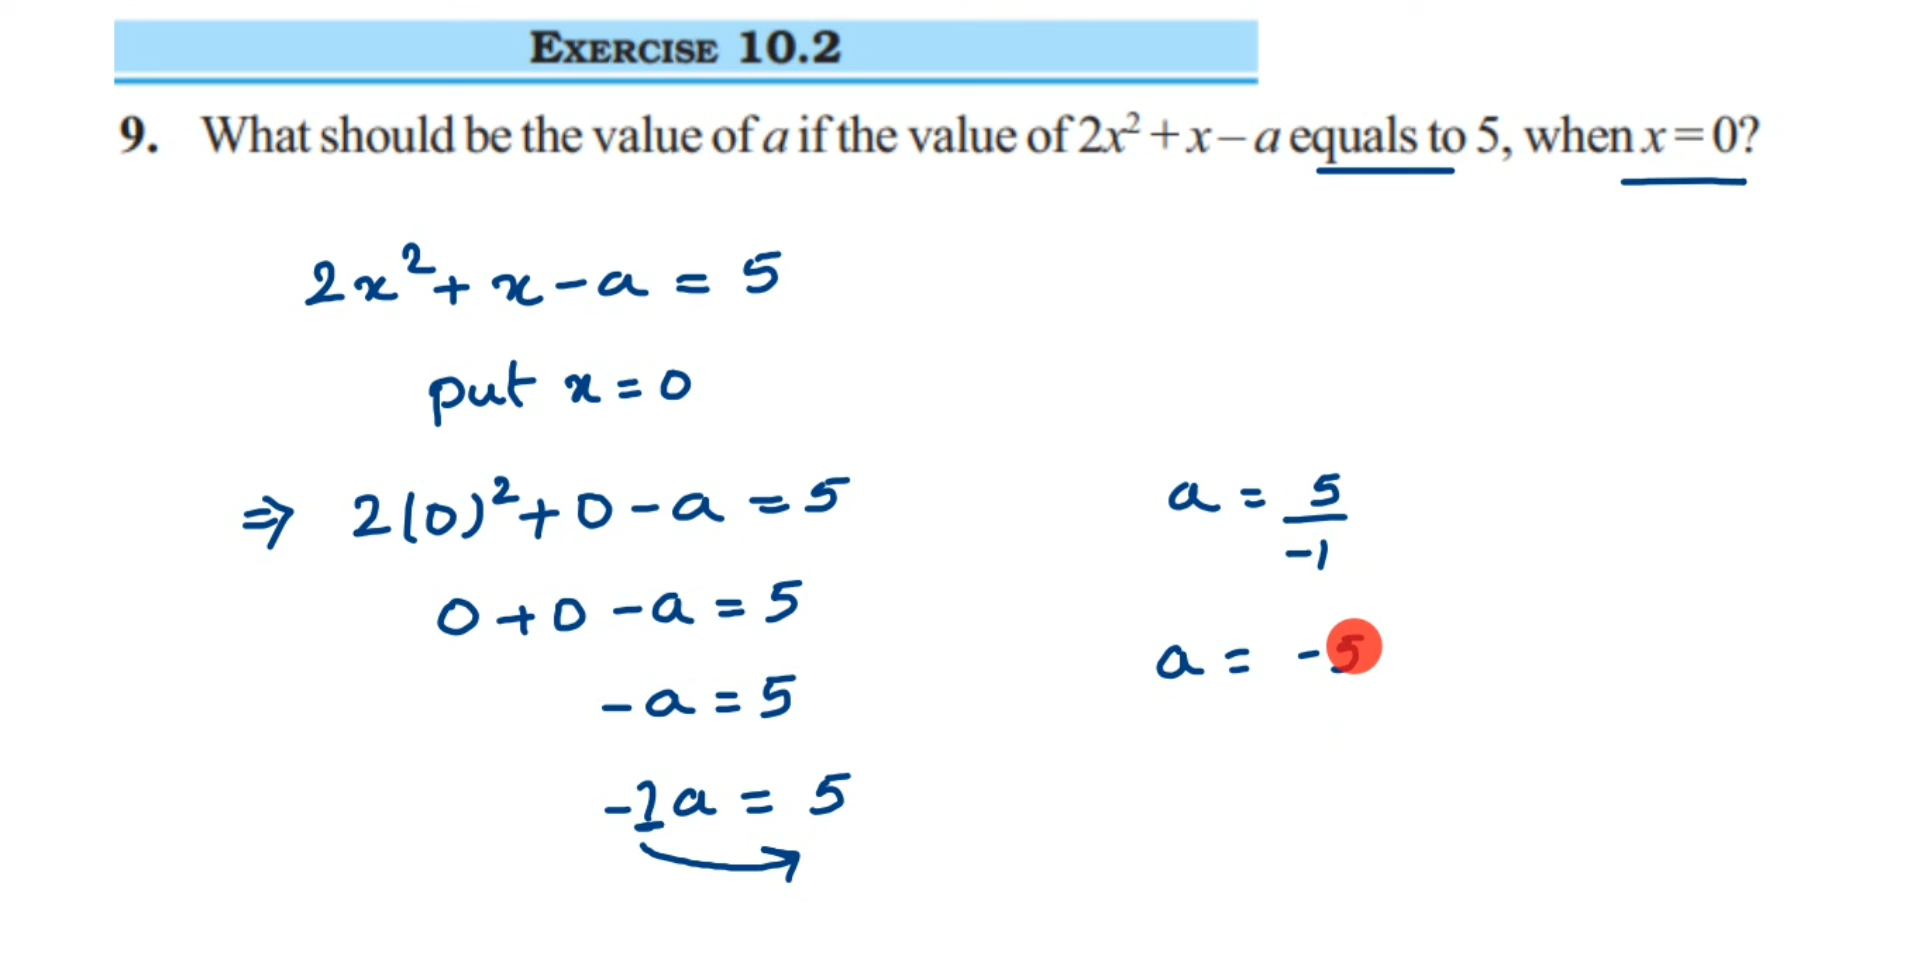 EXERCISE 10.2
9. What should be the value of a if the value of 2x² + x – a equals to 5, when x = 0?
2x² + x - a = 5
put x = 0
⇒ 2(0)² + 0 - a = 5
0 + 0 - a = 5
- a = 5
- 1a = 5
a = 5/-1
a = -5